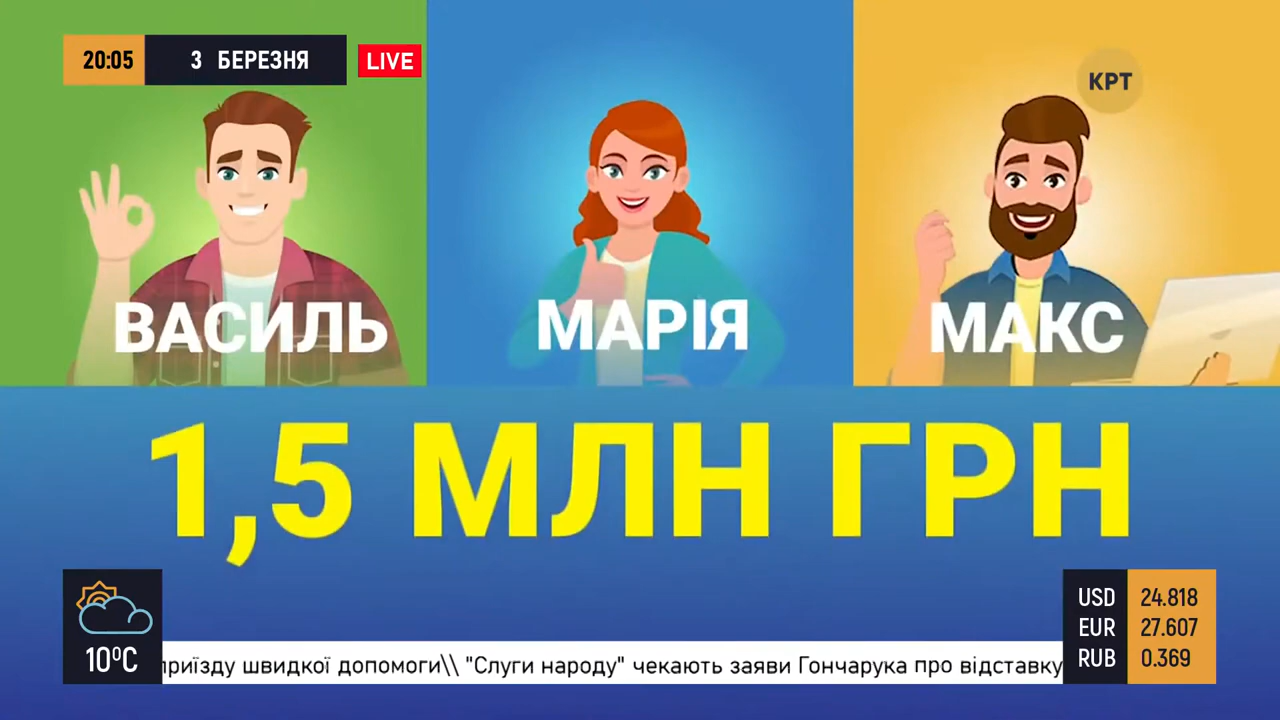 20:05 3 БЕРЕЗНЯ LIVE
КРТ
ВАСИЛЬ МАРІЯ МАКС
1,5 МЛН ГРН
10⁰C
USD 24.818
EUR 27.607
RUB 0.369
приїзду швидкої допомоги\\ "Слуги народу" чекають заяви Гончарука про відставку